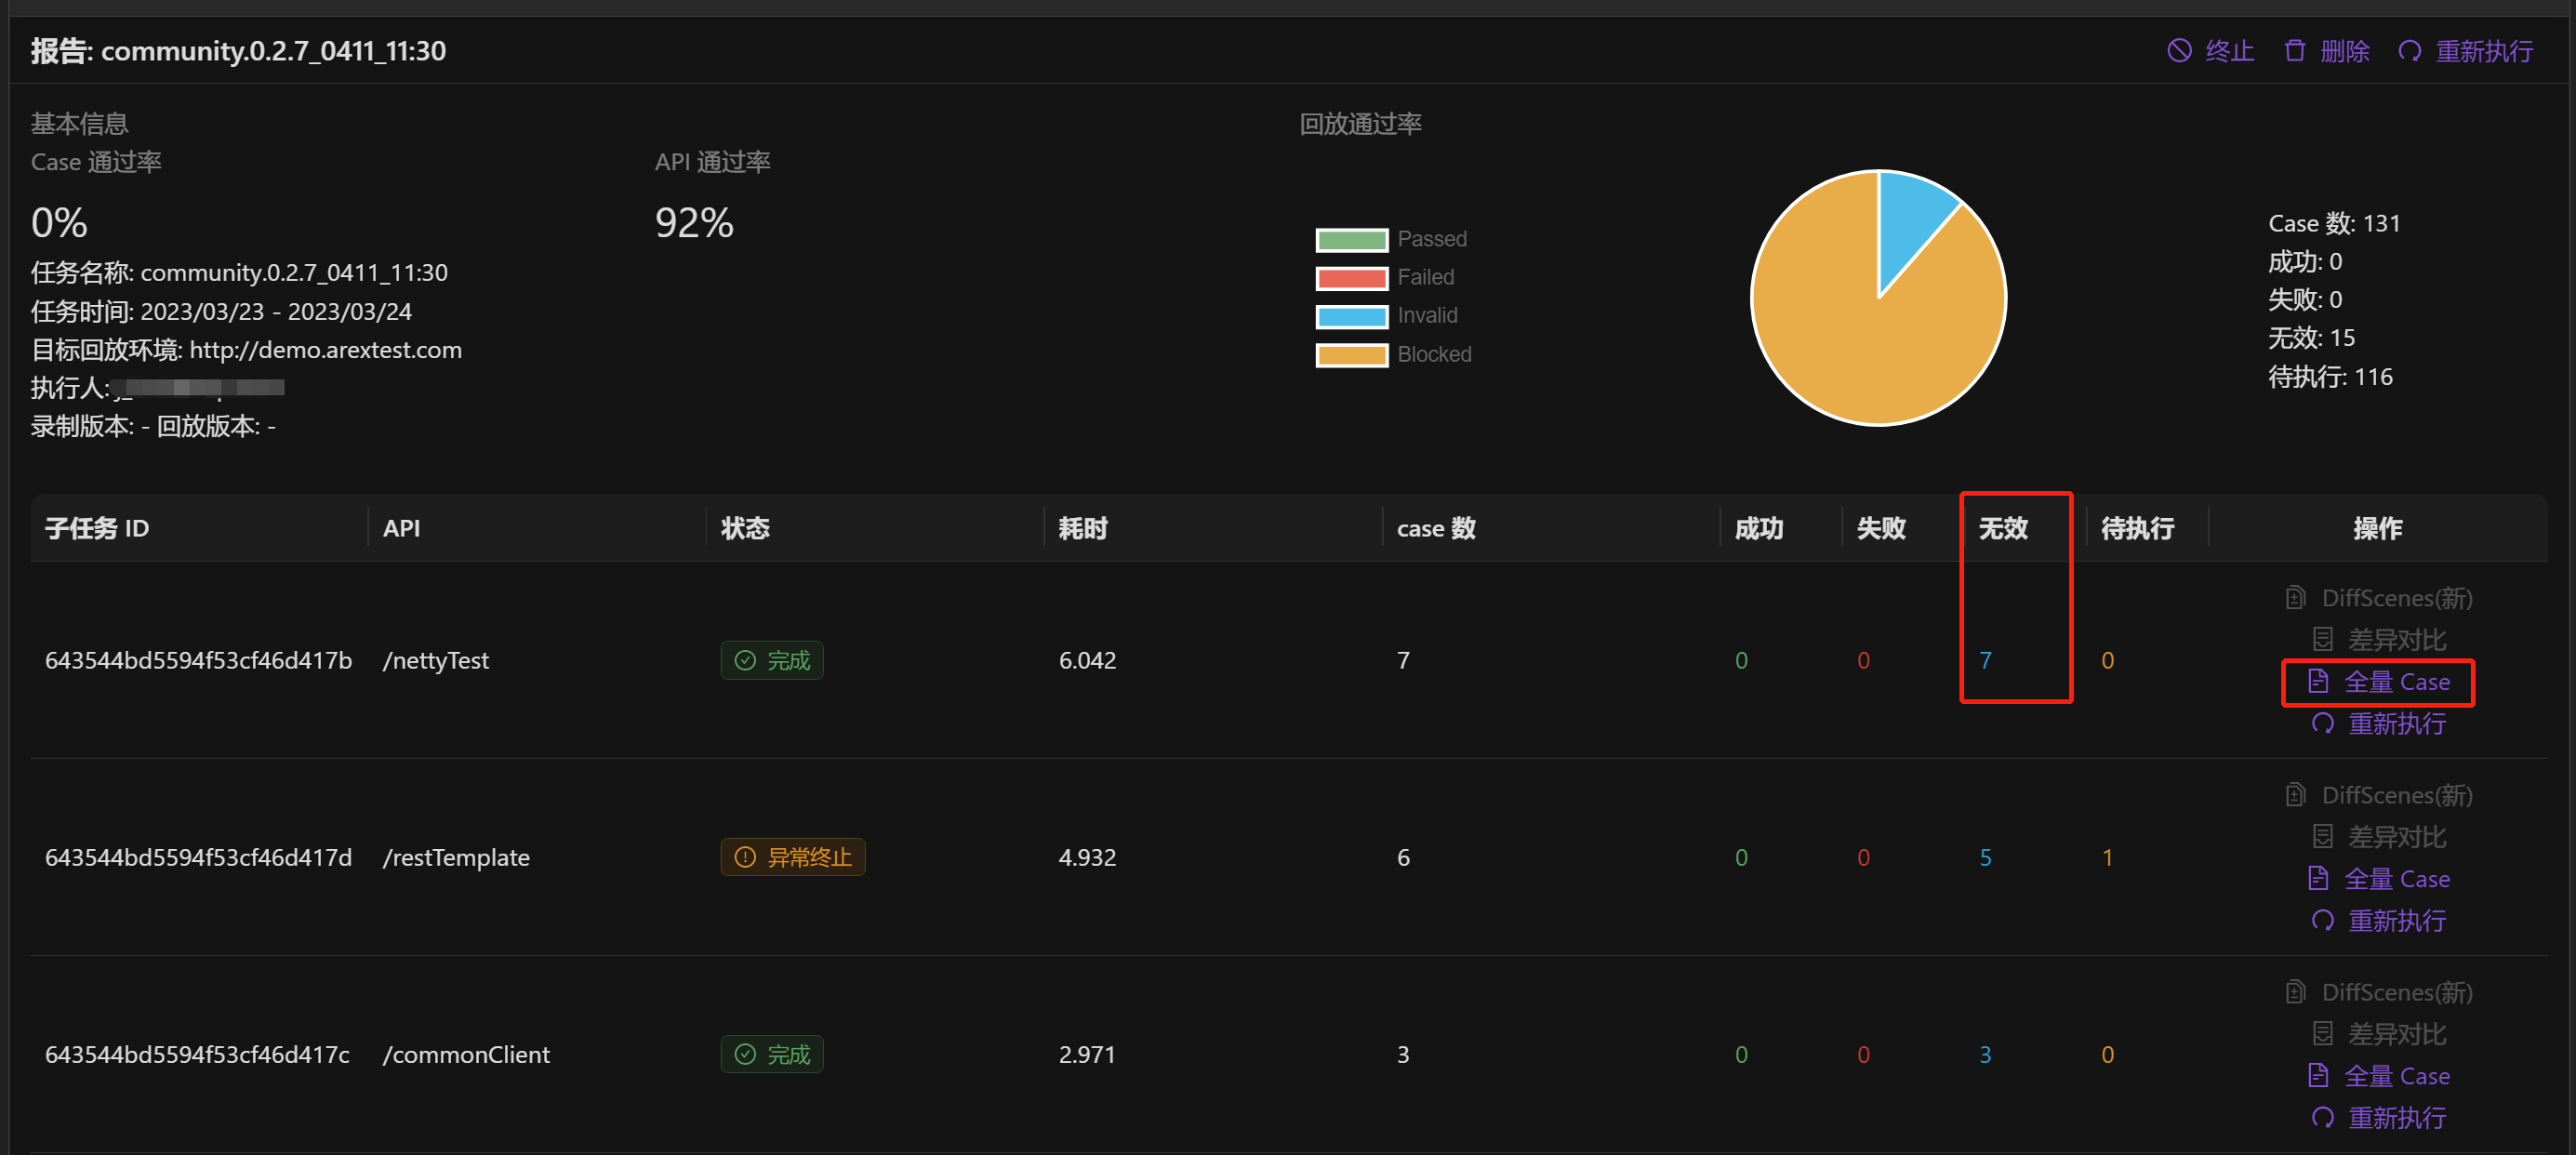 报告: community.0.2.7_0411_11:30
终止 删除 重新执行
基本信息
Case 通过率
API 通过率
0%
92%
任务名称: community.0.2.7_0411_11:30
任务时间: 2023/03/23 - 2023/03/24
目标回放环境: http://demo.arextest.com
执行人:
录制版本: - 回放版本: -
回放通过率
Passed
Failed
Invalid
Blocked
Case 数: 131
成功: 0
失败: 0
无效: 15
待执行: 116
子任务 ID API 状态 耗时 case 数 成功 失败 无效 待执行 操作
643544bd5594f53cf46d417b /nettyTest 完成 6.042 7 0 0 7 0
DiffScenes(新)
差异对比
全量 Case
重新执行
643544bd5594f53cf46d417d /restTemplate 异常终止 4.932 6 0 0 5 1
DiffScenes(新)
差异对比
全量 Case
重新执行
643544bd5594f53cf46d417c /commonClient 完成 2.971 3 0 0 3 0
DiffScenes(新)
差异对比
全量 Case
重新执行